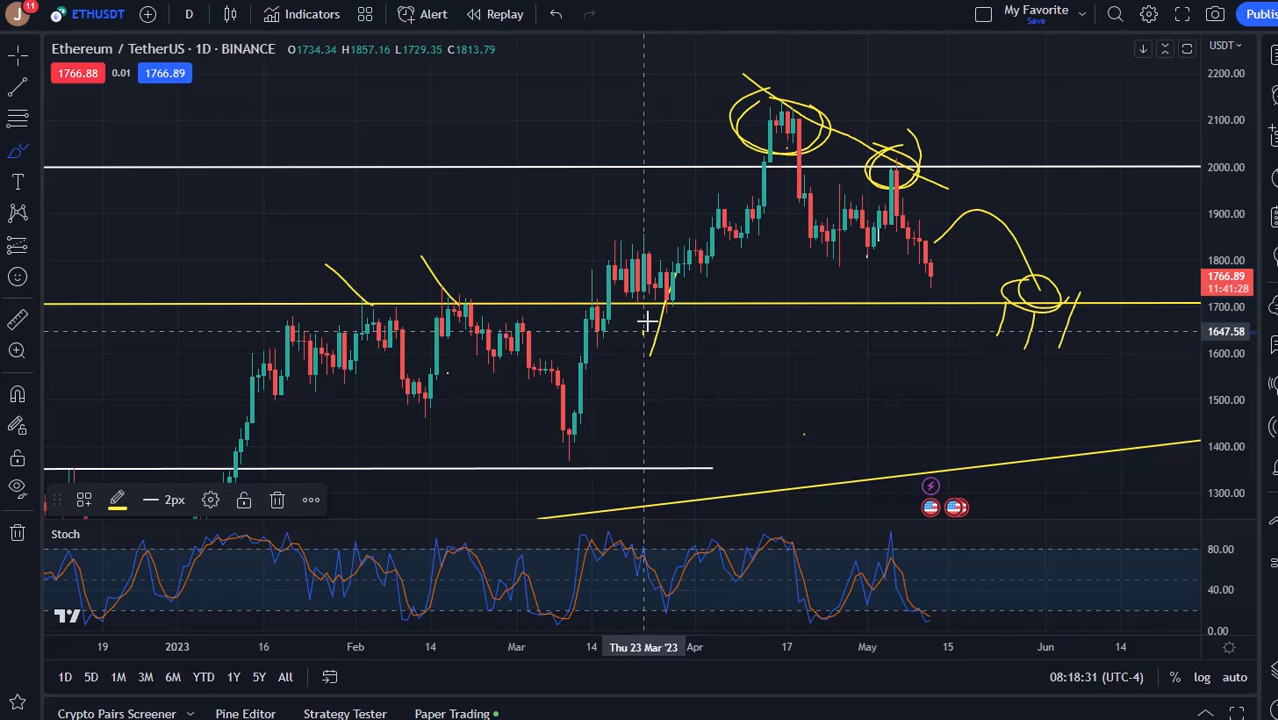 J 11 ETHUSDT D Indicators Alert Replay My Favorite Save Publis
Ethereum / TetherUS · 1D · BINANCE O1734.34 H1857.16 L1729.35 C1813.79
USDT
1766.88 0.01 1766.89
2200.00
2100.00
2000.00
1900.00
1800.00
1766.89
11:41:28
1700.00
1647.58
1600.00
1500.00
1400.00
1300.00
2px
Stoch
80.00
40.00
0.00
19 2023 16 Feb 14 Mar 14 Thu 23 Mar '23 Apr 17 May 15 Jun 14
1D 5D 1M 3M 6M YTD 1Y 5Y All 08:18:31 (UTC-4) % log auto
Crypto Pairs Screener Pine Editor Strategy Tester Paper Trading